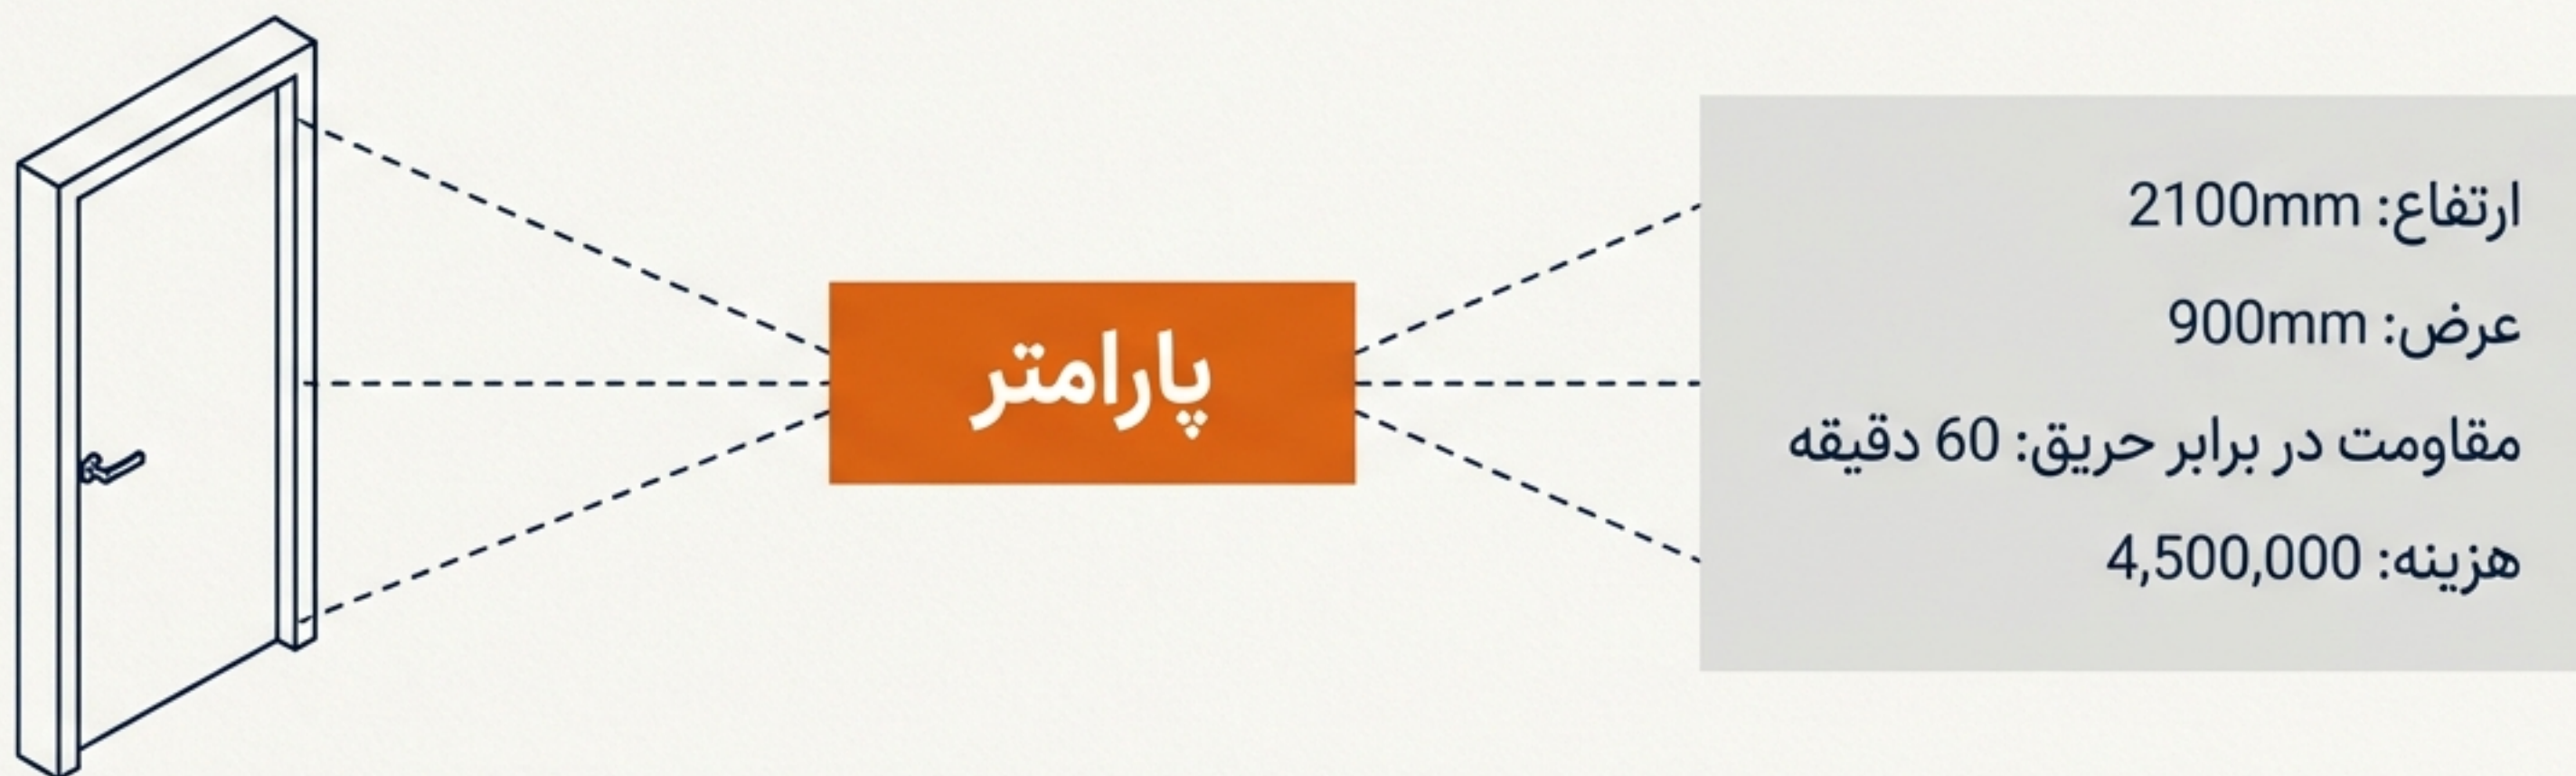 پارامتر
ارتفاع: 2100mm
عرض: 900mm
مقاومت در برابر حریق: 60 دقیقه
هزینه: 4,500,000